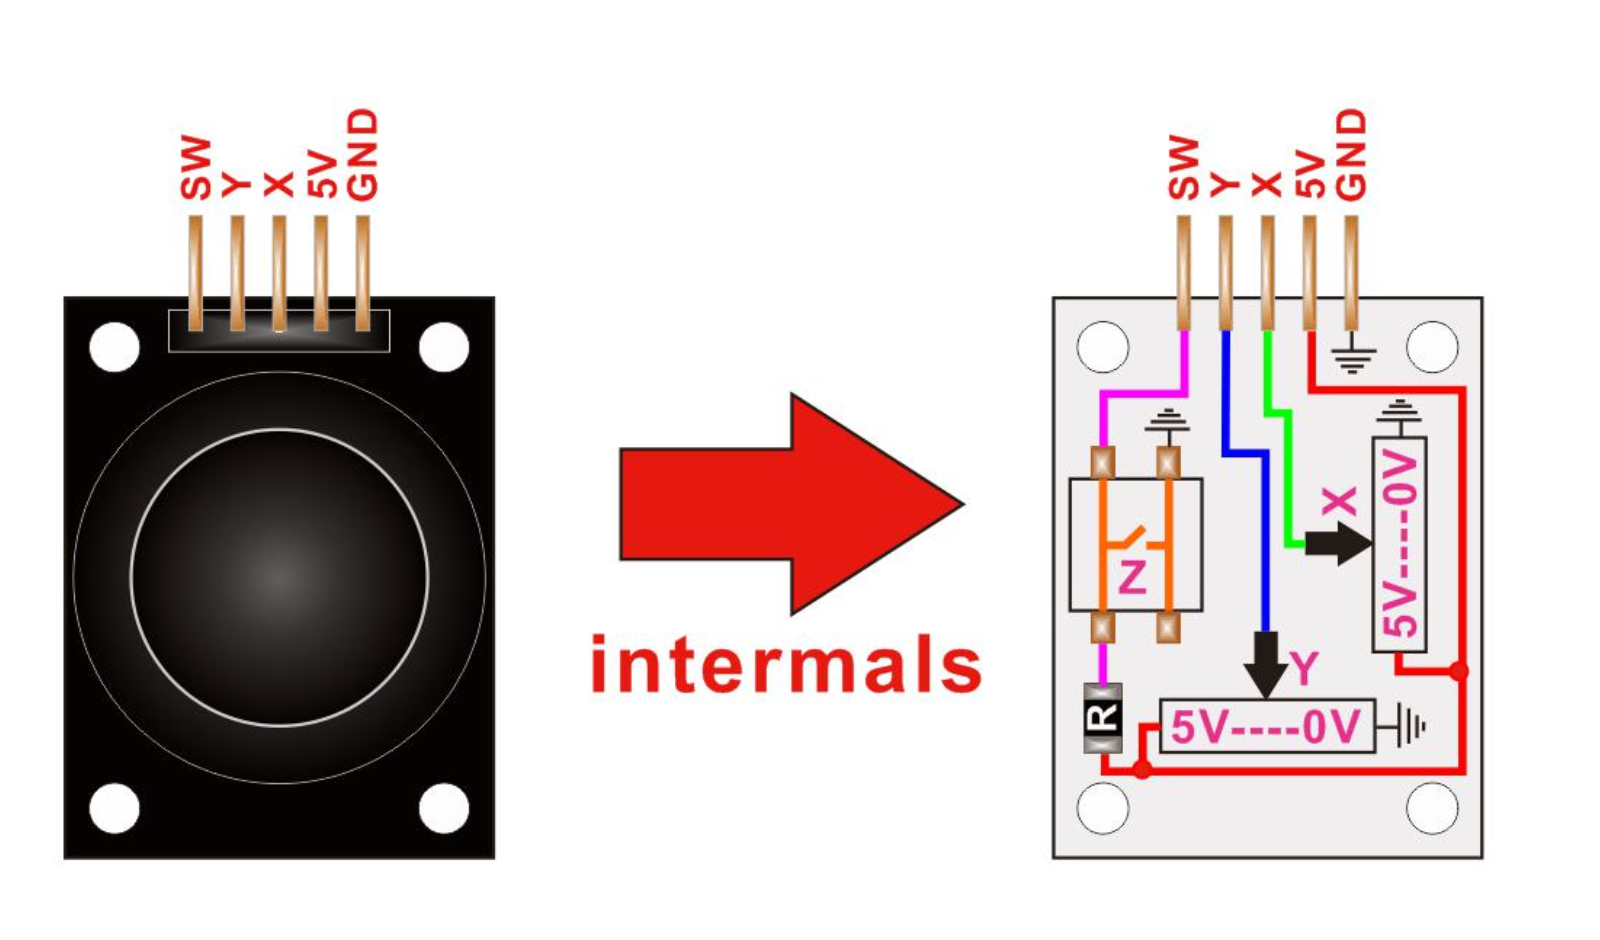 SW
Y
X
5V
GND
intermals
SW
Y
X
5V
GND
X
5V----0V
Z
Y
R
5V----0V